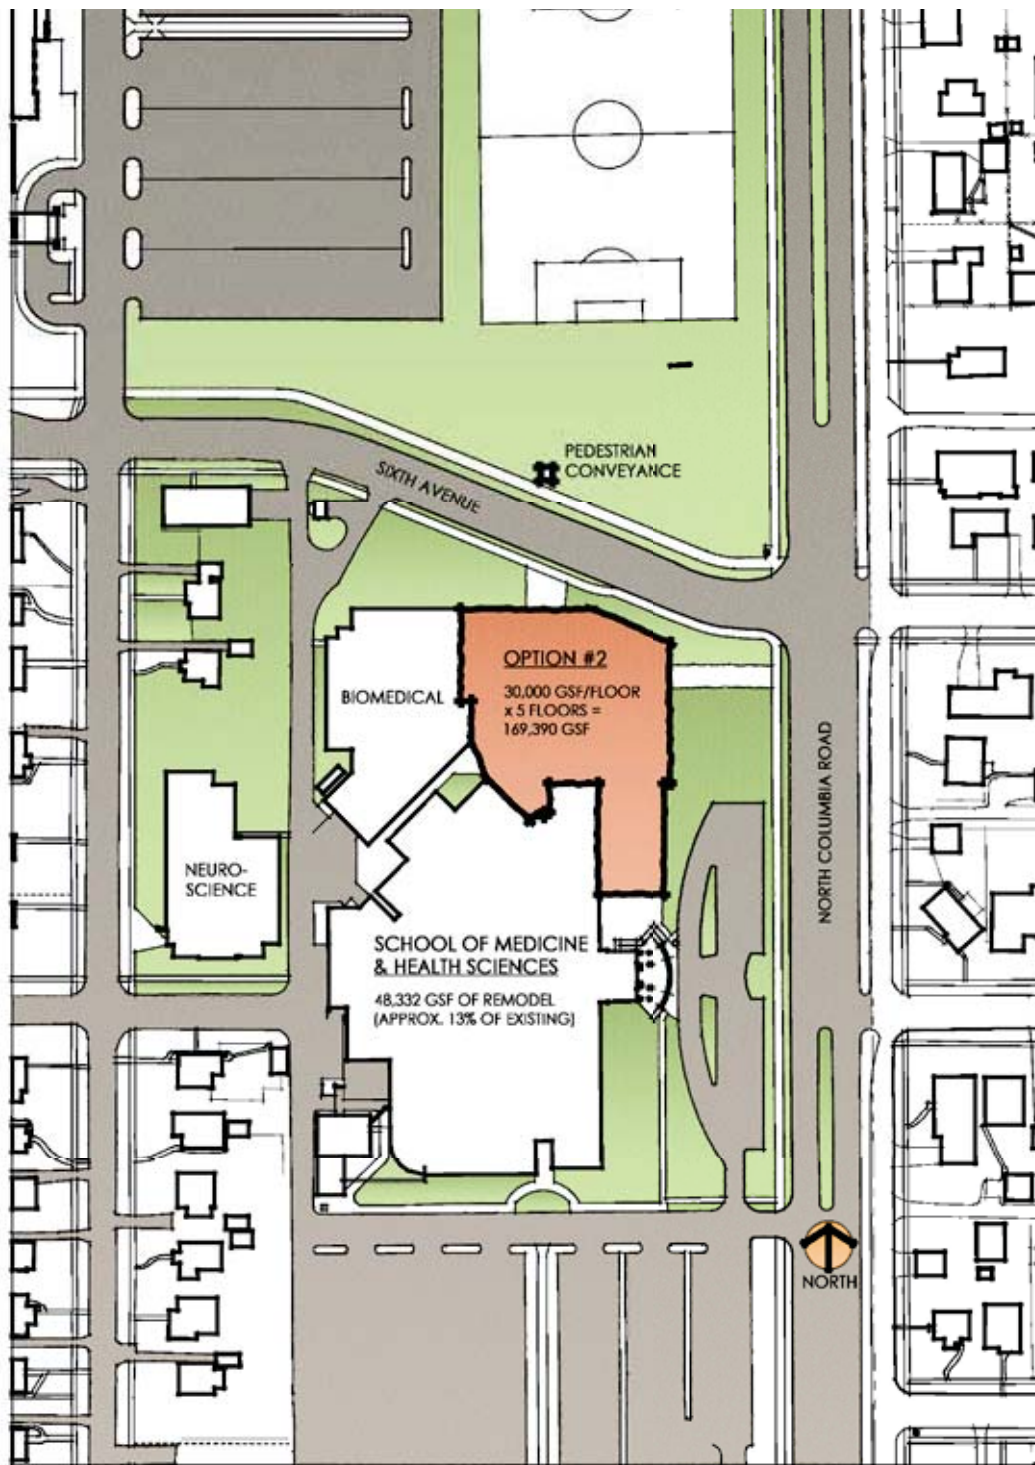 PEDESTRIAN
CONVEYANCE
SIXTH AVENUE
OPTION #2
30,000 GSF/FLOOR
x 5 FLOORS =
169,390 GSF
BIOMEDICAL
NORTH COLUMBIA ROAD
NEURO-
SCIENCE
SCHOOL OF MEDICINE
& HEALTH SCIENCES
48,332 GSF OF REMODEL
(APPROX. 13% OF EXISTING)
NORTH